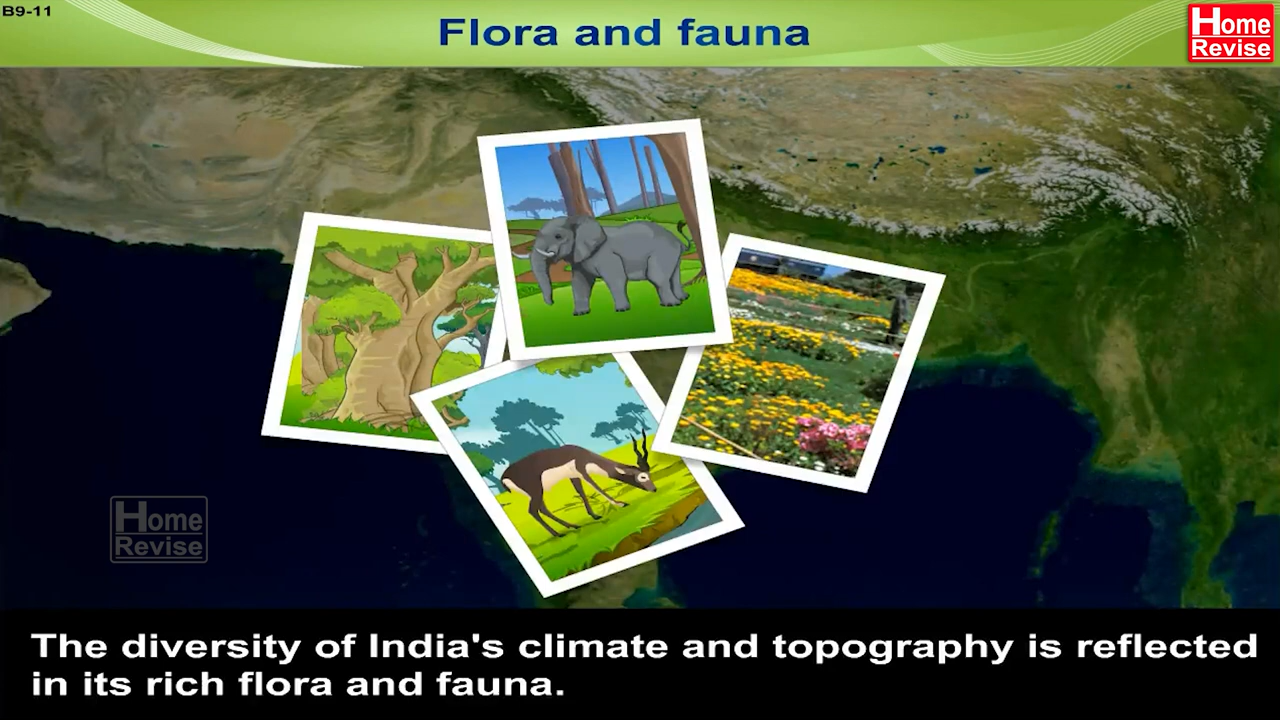 B9-11
Flora and fauna
Home
Revise
Home
Revise
The diversity of India's climate and topography is reflected
in its rich flora and fauna.